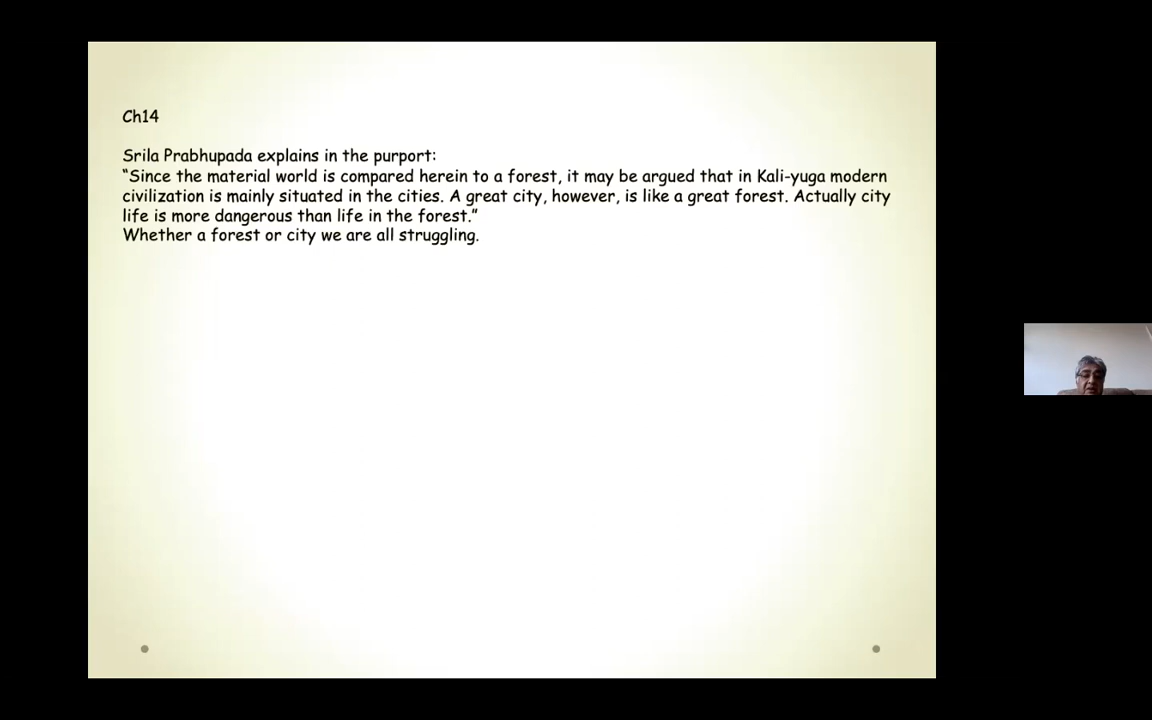 Ch14
Srila Prabhupada explains in the purport:
“Since the material world is compared herein to a forest, it may be argued that in Kali-yuga modern
civilization is mainly situated in the cities. A great city, however, is like a great forest. Actually city
life is more dangerous than life in the forest.”
Whether a forest or city we are all struggling.